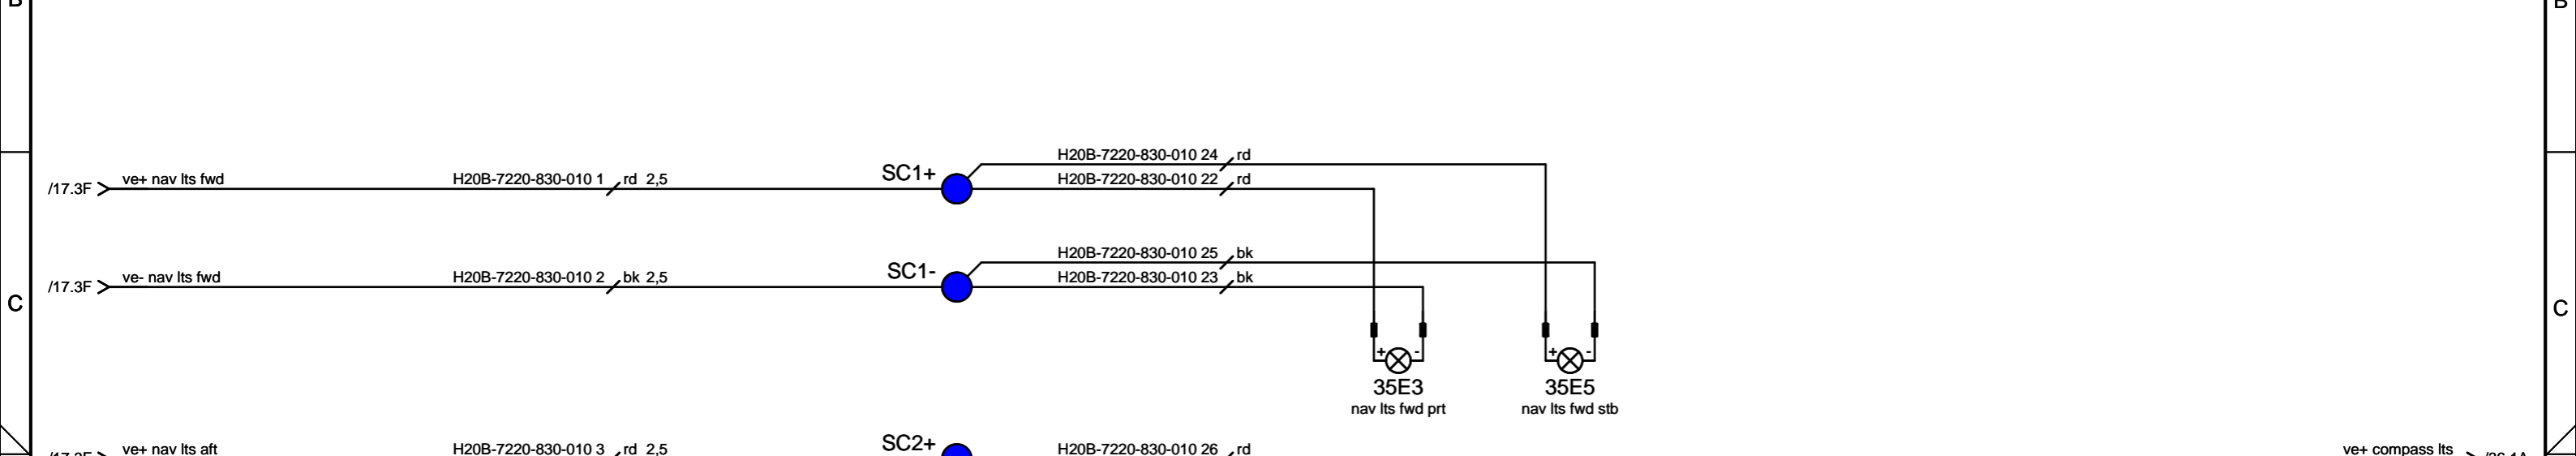 B
B
H20B-7220-830-010 24 rd
SC1+
/17.3F ve+ nav lts fwd H20B-7220-830-010 1 rd 2,5 H20B-7220-830-010 22 rd
H20B-7220-830-010 25 bk
SC1-
/17.3F ve- nav lts fwd H20B-7220-830-010 2 bk 2,5 H20B-7220-830-010 23 bk
C
C
+ - + -
35E3 35E5
nav lts fwd prt nav lts fwd stb
SC2+
ve+ nav lts aft H20B-7220-830-010 3 rd 2,5 H20B-7220-830-010 26 rd ve+ compass lts